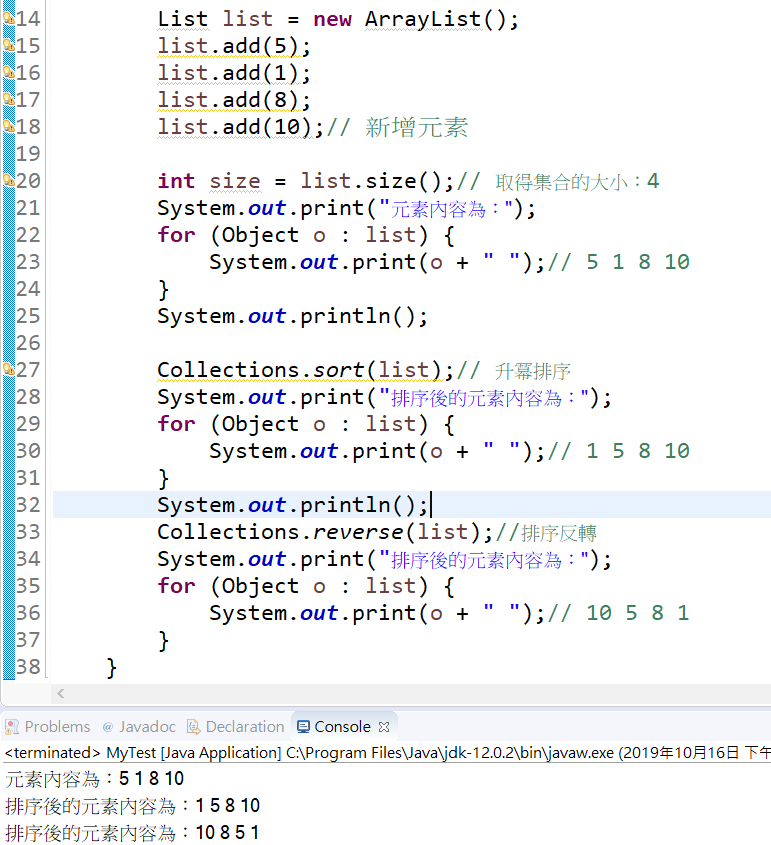 14 List list = new ArrayList();
15 list.add(5);
16 list.add(1);
17 list.add(8);
18 list.add(10);// 新增元素
19
20 int size = list.size();// 取得集合的大小：4
21 System.out.print("元素內容為：");
22 for (Object o : list) {
23 System.out.print(o + " ");// 5 1 8 10
24 }
25 System.out.println();
26
27 Collections.sort(list);// 升冪排序
28 System.out.print("排序後的元素內容為：");
29 for (Object o : list) {
30 System.out.print(o + " ");// 1 5 8 10
31 }
32 System.out.println();
33 Collections.reverse(list);//排序反轉
34 System.out.print("排序後的元素內容為：");
35 for (Object o : list) {
36 System.out.print(o + " ");// 10 5 8 1
37 }
38 }
Problems @ Javadoc Declaration Console
<terminated> MyTest [Java Application] C:\Program Files\Java\jdk-12.0.2\bin\javaw.exe (2019年10月16日 下午
元素內容為：5 1 8 10
排序後的元素內容為：1 5 8 10
排序後的元素內容為：10 8 5 1